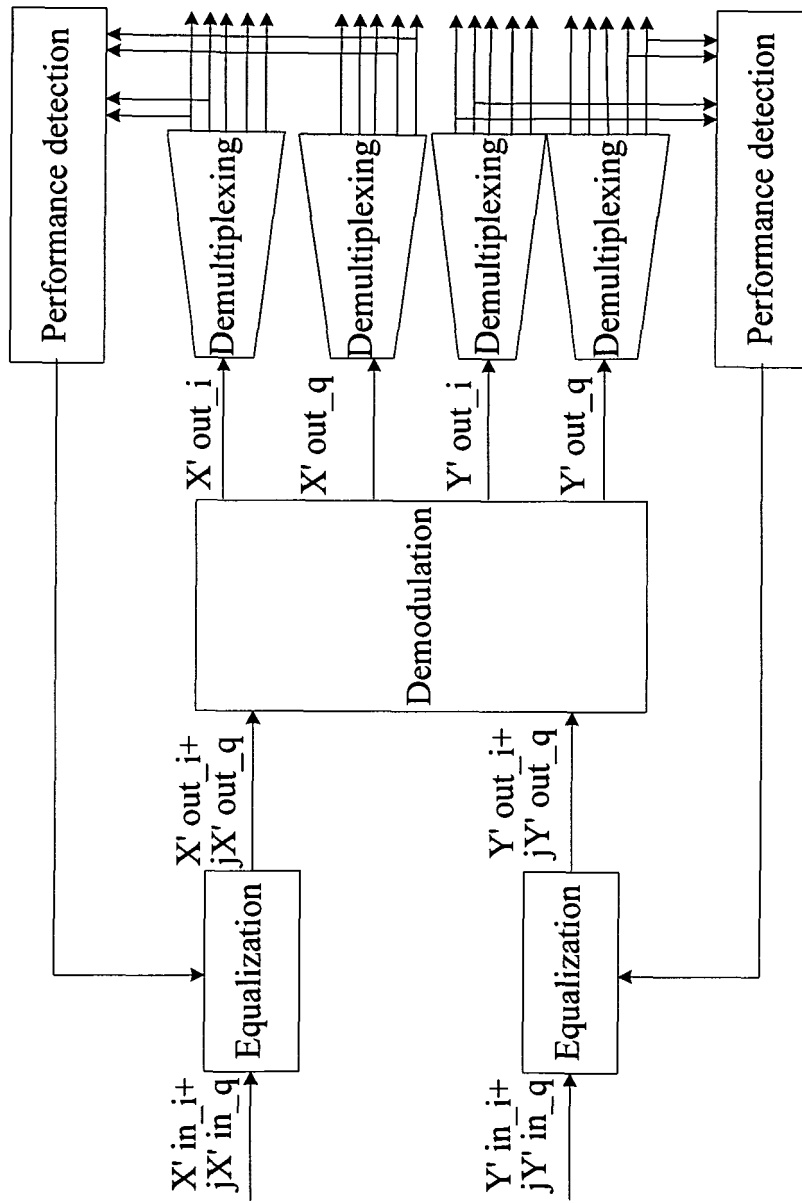 X' in_i+
jX' in_q
Y' in_i+
jY' in_q
Equalization
Equalization
X' out_i+
jX' out_q
Y' out_i+
jY' out_q
Demodulation
X' out_i
X' out_q
Y' out_i
Y' out_q
Performance detection
Demultiplexing
Demultiplexing
Demultiplexing
Demultiplexing
Performance detection